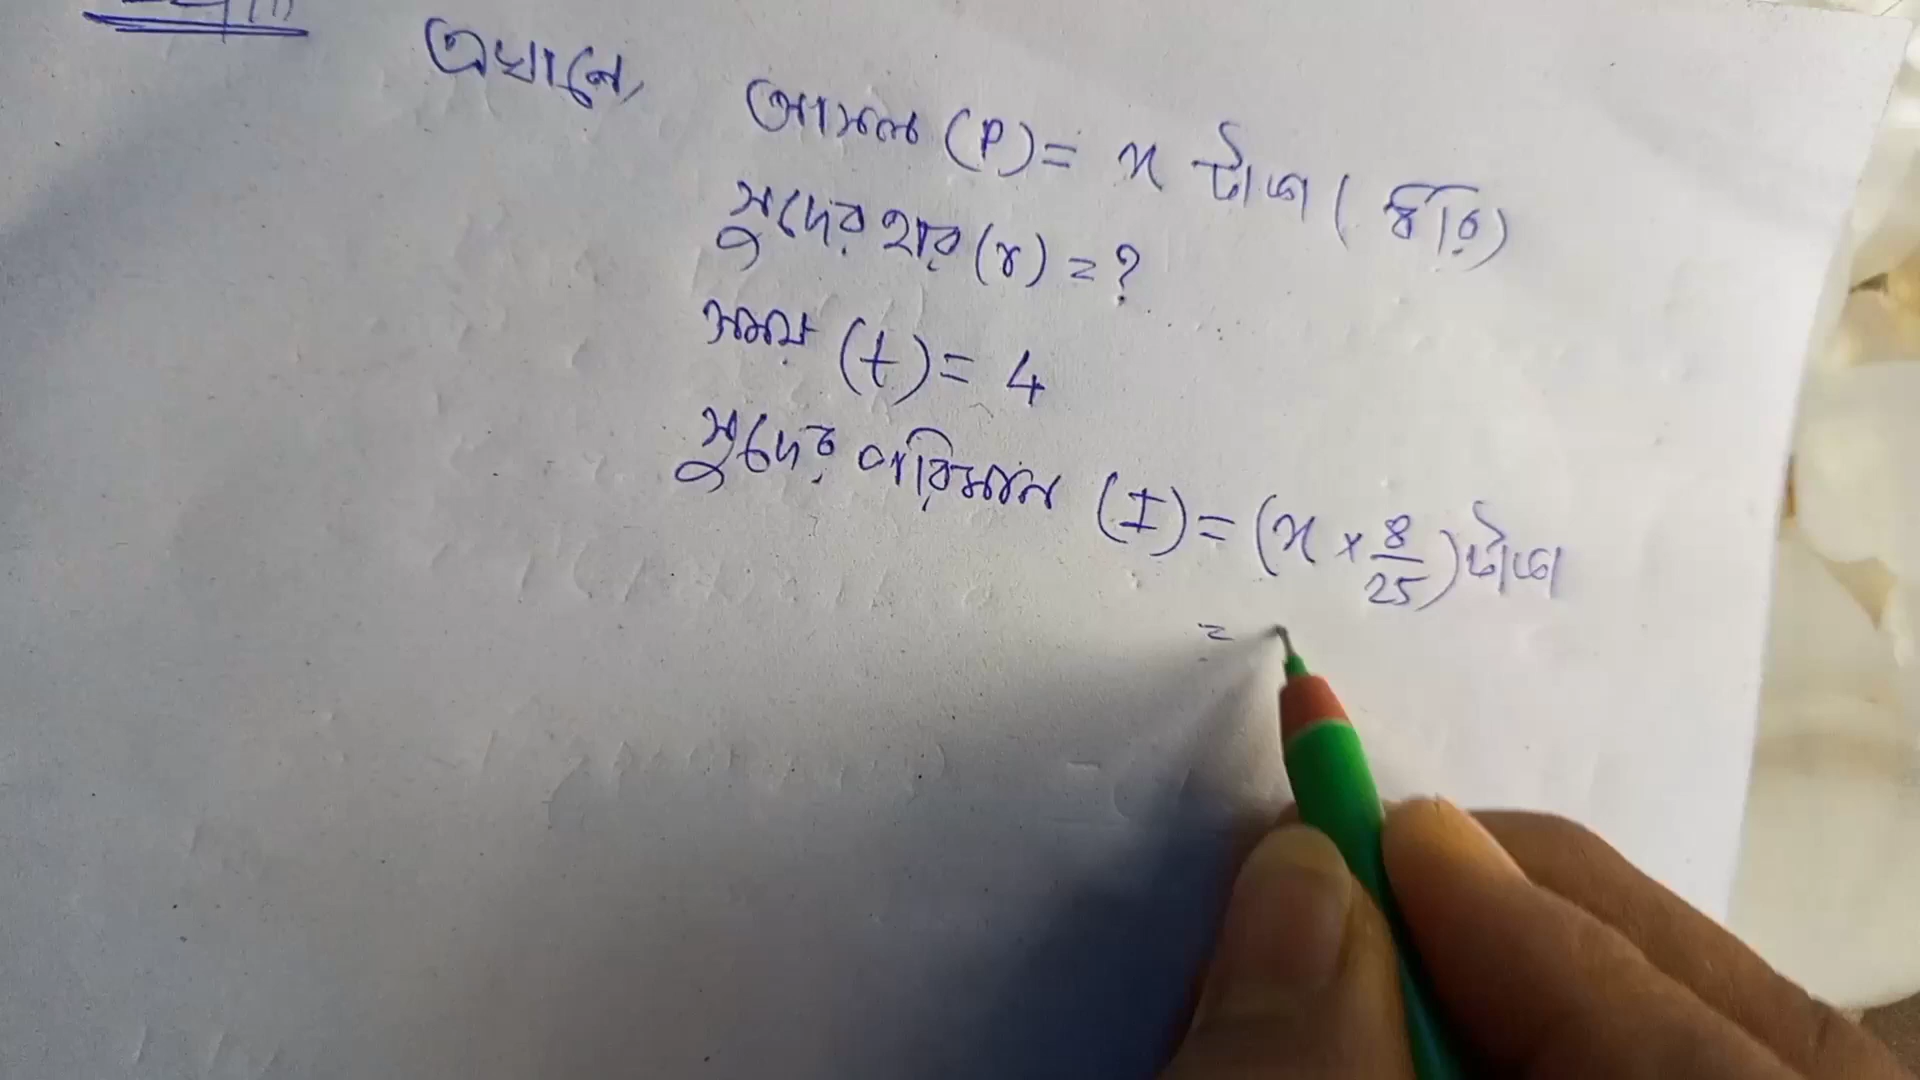 এখানে, আসল (P) = x টাকা (ধরি)
সুদের হার (r) = ?
সময় (t) = 4
সুদের পরিমান (I) = (x × 8/25) টাকা
=